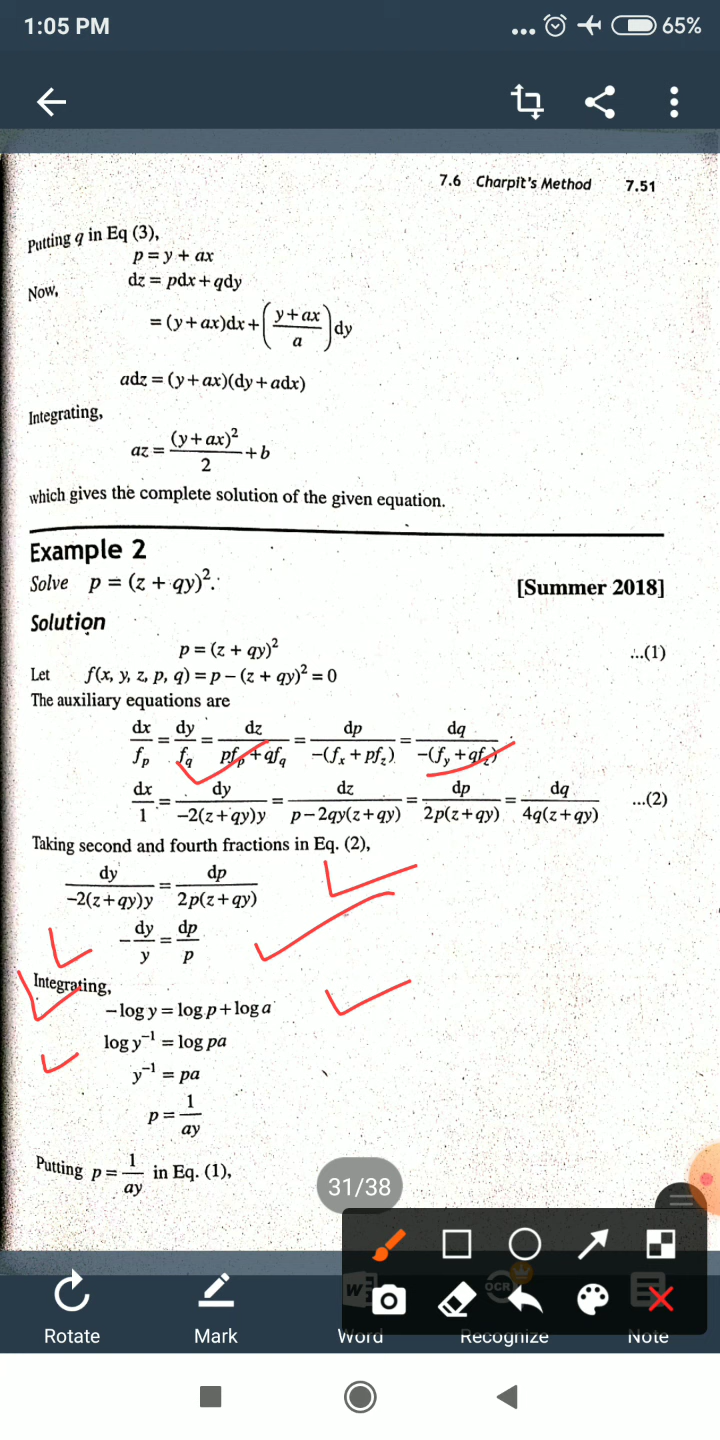 1:05 PM
... 65%
7.6 Charpit's Method 7.51
Putting q in Eq (3),
p = y + ax
Now, dz = pdx + qdy
= (y + ax)dx + ((y + ax)/a)dy
adz = (y + ax)(dy + adx)
Integrating,
az = (y + ax)²/2 + b
which gives the complete solution of the given equation.
Example 2
Solve p = (z + qy)². [Summer 2018]
Solution
p = (z + qy)² ...(1)
Let f(x, y, z, p, q) = p − (z + qy)² = 0
The auxiliary equations are
dx/f_p = dy/f_q = dz/(pf_p + qf_q) = dp/(−(f_x + pf_z)) = dq/(−(f_y + qf_z))
dx/1 = dy/(−2(z + qy)y) = dz/(p − 2qy(z + qy)) = dp/(2p(z + qy)) = dq/(4q(z + qy)) ...(2)
Taking second and fourth fractions in Eq. (2),
dy/(−2(z + qy)y) = dp/(2p(z + qy))
−dy/y = dp/p
Integrating,
−log y = log p + log a
log y⁻¹ = log pa
y⁻¹ = pa
p = 1/ay
Putting p = 1/ay in Eq. (1),
31/38
W OCR
Rotate Mark Word Recognize Note